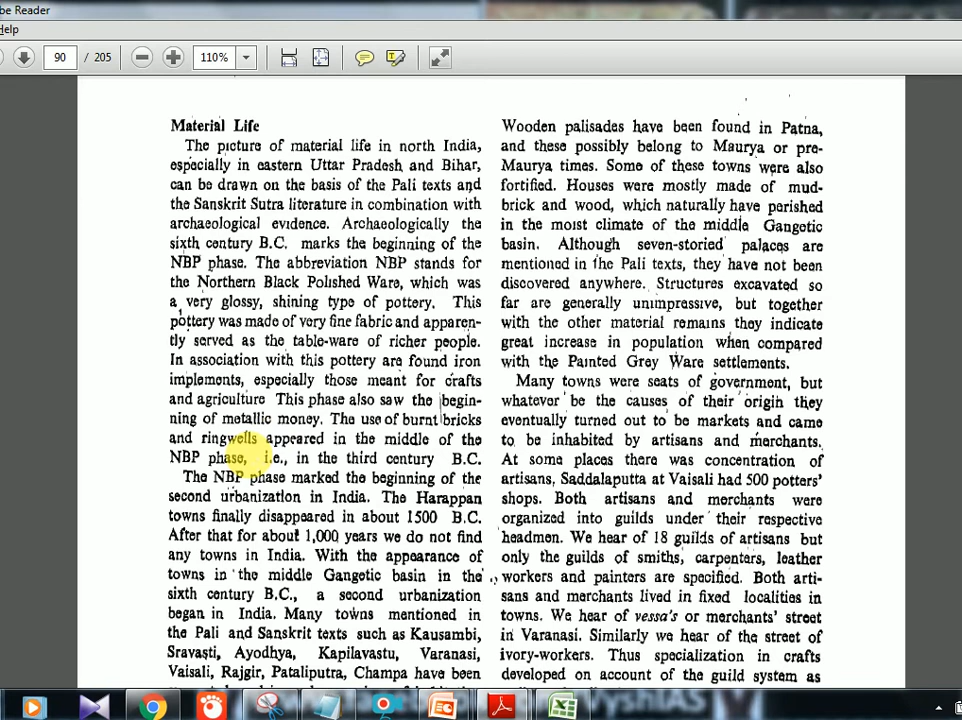 be Reader
Help
90 / 205 110%
Material Life
The picture of material life in north India,
especially in eastern Uttar Pradesh and Bihar,
can be drawn on the basis of the Pali texts and
the Sanskrit Sutra literature in combination with
archaeological evidence. Archaeologically the
sixth century B.C. marks the beginning of the
NBP phase. The abbreviation NBP stands for
the Northern Black Polished Ware, which was
a very glossy, shining type of pottery. This
pottery was made of very fine fabric and apparen-
tly served as the table-ware of richer people.
In association with this pottery are found iron
implements, especially those meant for crafts
and agriculture This phase also saw the begin-
ning of metallic money. The use of burnt bricks
and ringwells appeared in the middle of the
NBP phase, i.e., in the third century B.C.
The NBP phase marked the beginning of the
second urbanization in India. The Harappan
towns finally disappeared in about 1500 B.C.
After that for about 1,000 years we do not find
any towns in India. With the appearance of
towns in the middle Gangetic basin in the
sixth century B.C., a second urbanization
began in India. Many towns mentioned in
the Pali and Sanskrit texts such as Kausambi,
Sravasti, Ayodhya, Kapilavastu, Varanasi,
Vaisali, Rajgir, Pataliputra, Champa have been
Wooden palisades have been found in Patna,
and these possibly belong to Maurya or pre-
Maurya times. Some of these towns were also
fortified. Houses were mostly made of mud-
brick and wood, which naturally have perished
in the moist climate of the middle Gangetic
basin. Although seven-storied palaces are
mentioned in the Pali texts, they have not been
discovered anywhere. Structures excavated so
far are generally unimpressive, but together
with the other material remains they indicate
great increase in population when compared
with the Painted Grey Ware settlements.
Many towns were seats of government, but
whatever be the causes of their origin they
eventually turned out to be markets and came
to be inhabited by artisans and merchants.
At some places there was concentration of
artisans, Saddalaputta at Vaisali had 500 potters'
shops. Both artisans and merchants were
organized into guilds under their respective
headmen. We hear of 18 guilds of artisans but
only the guilds of smiths, carpenters, leather
workers and painters are specified. Both arti-
sans and merchants lived in fixed localities in
towns. We hear of vessa's or merchants' street
in Varanasi. Similarly we hear of the street of
ivory-workers. Thus specialization in crafts
developed on account of the guild system as